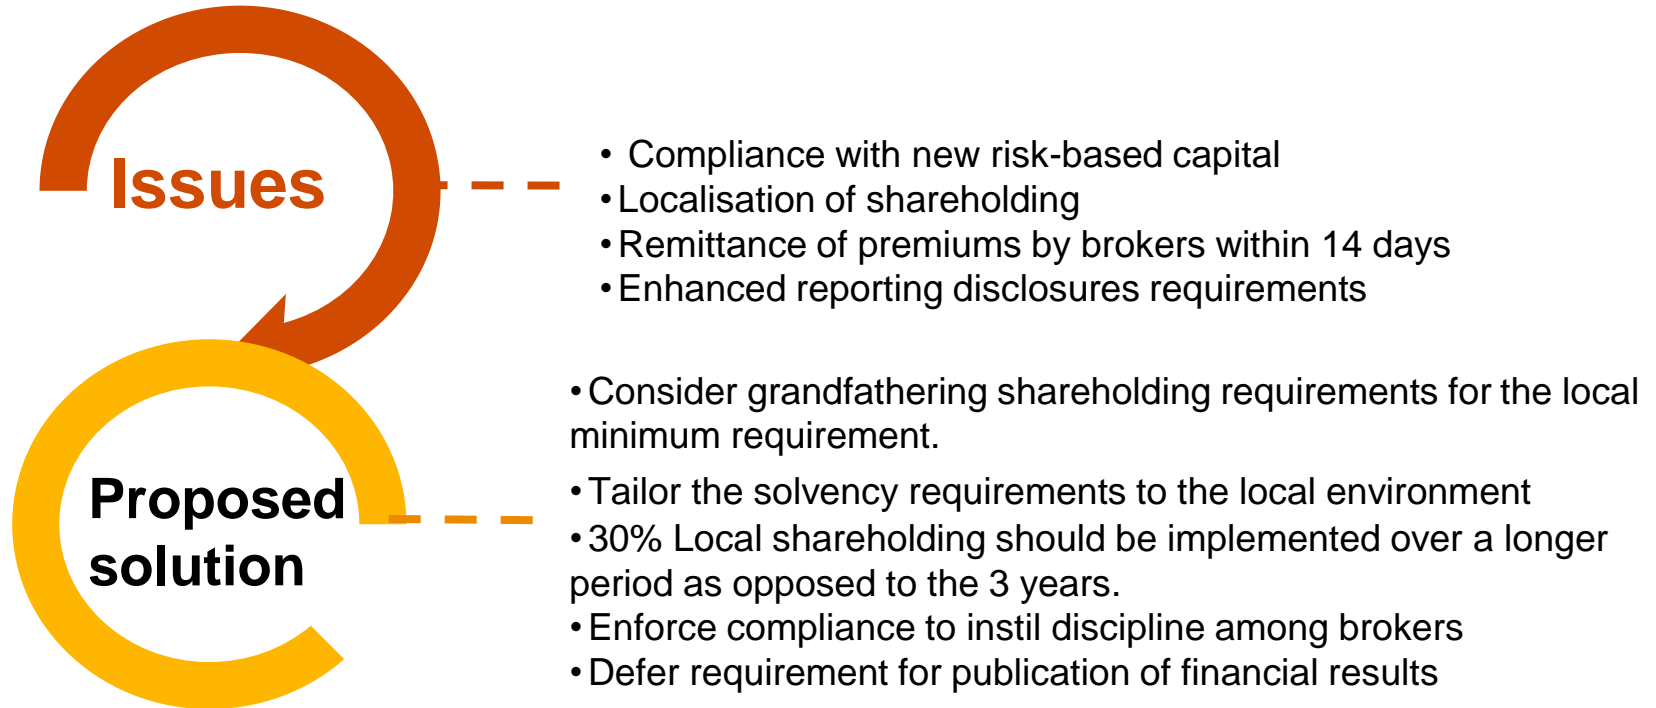 Issues
• Compliance with new risk-based capital
• Localisation of shareholding
• Remittance of premiums by brokers within 14 days
• Enhanced reporting disclosures requirements
Proposed
solution
• Consider grandfathering shareholding requirements for the local
minimum requirement.
• Tailor the solvency requirements to the local environment
• 30% Local shareholding should be implemented over a longer
period as opposed to the 3 years.
• Enforce compliance to instil discipline among brokers
• Defer requirement for publication of financial results